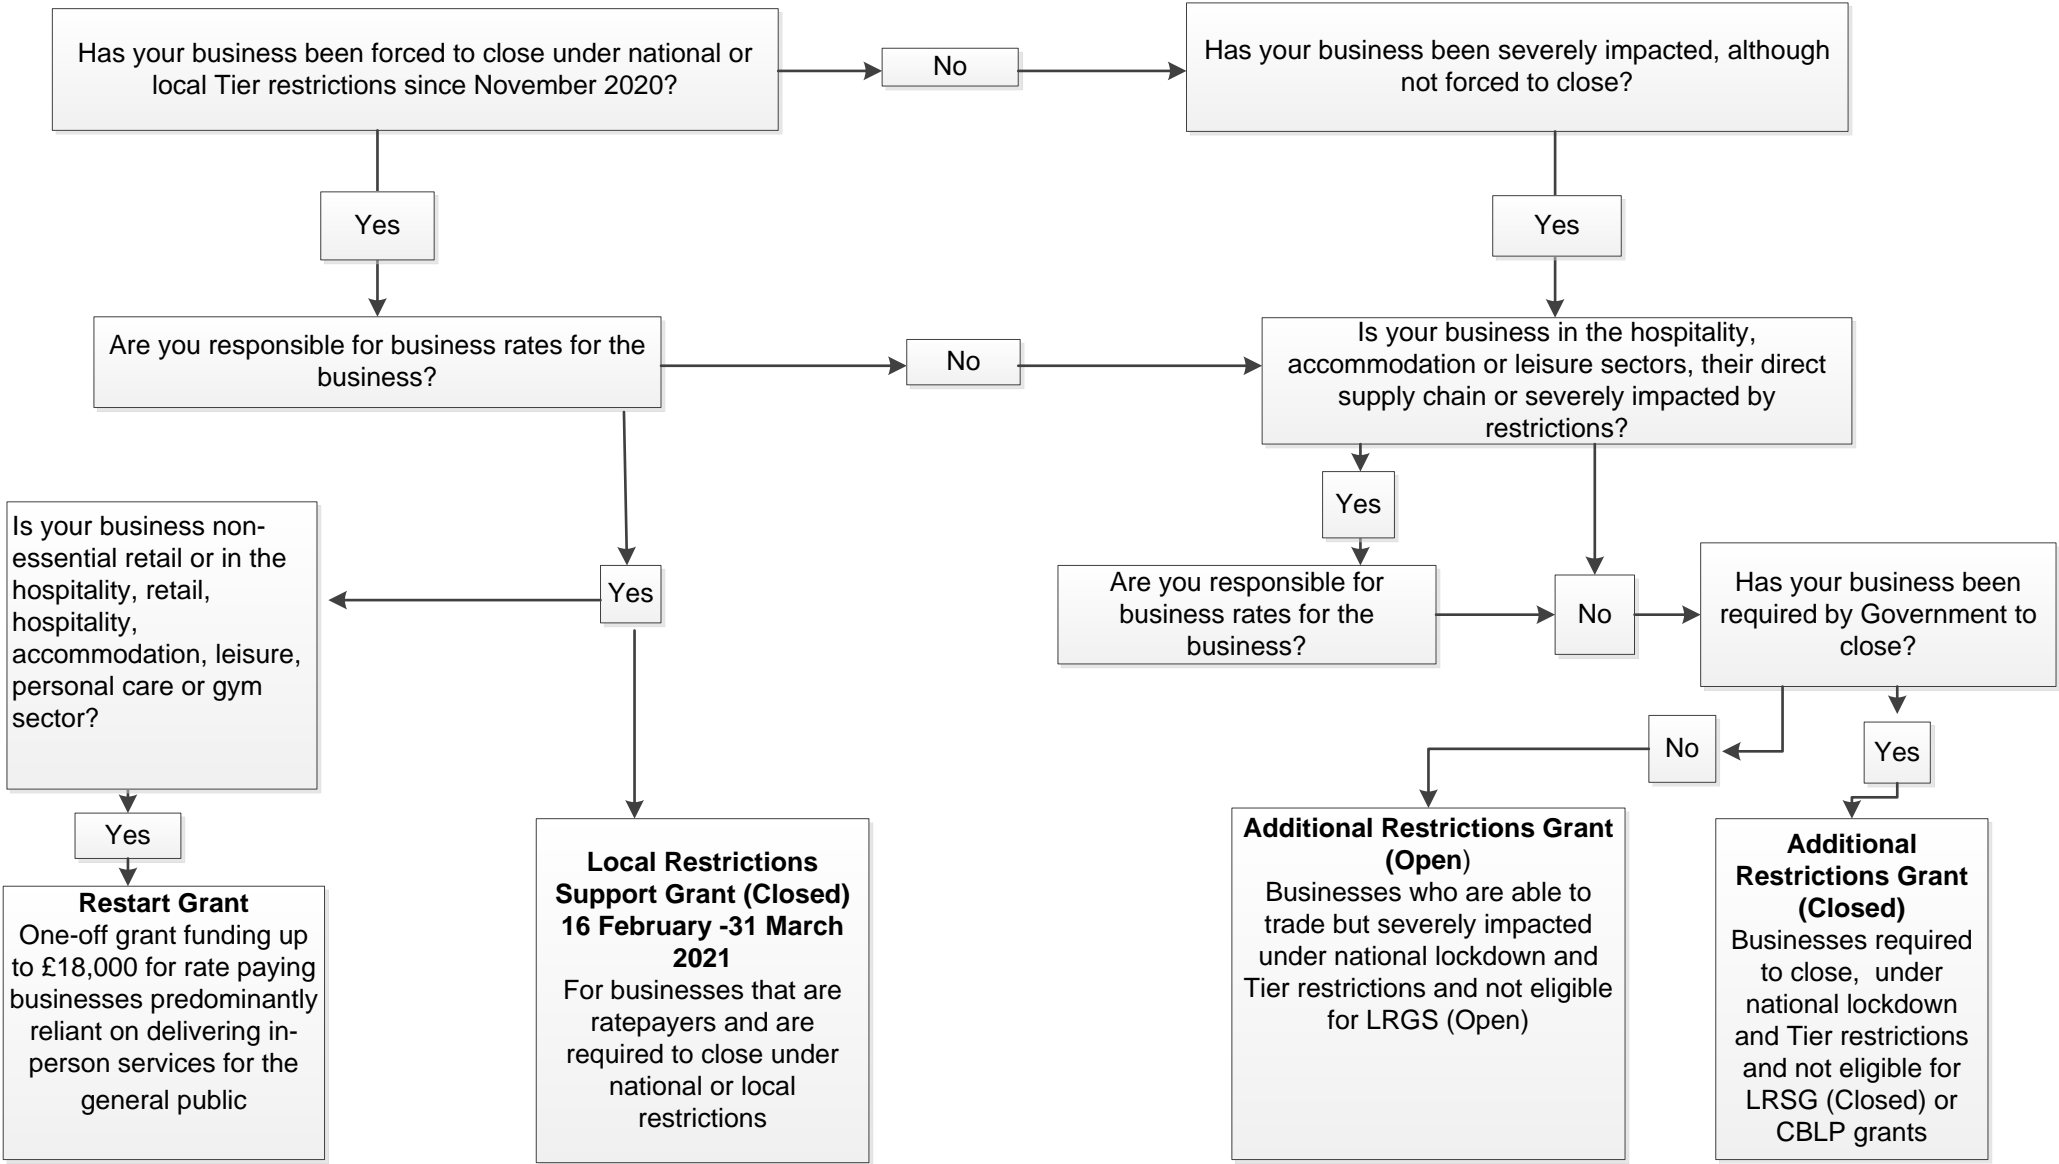 Has your business been forced to close under national or
local Tier restrictions since November 2020?
No
Has your business been severely impacted, although
not forced to close?
Yes
Yes
Are you responsible for business rates for the
business?
No
Is your business in the hospitality,
accommodation or leisure sectors, their direct
supply chain or severely impacted by
restrictions?
Yes
Is your business non-
essential retail or in the
hospitality, retail,
hospitality,
accommodation, leisure,
personal care or gym
sector?
Yes
Are you responsible for
business rates for the
business?
No
Has your business been
required by Government to
close?
No
Yes
Yes
Restart Grant
One-off grant funding up
to £18,000 for rate paying
businesses predominantly
reliant on delivering in-
person services for the
general public
Local Restrictions
Support Grant (Closed)
16 February -31 March
2021
For businesses that are
ratepayers and are
required to close under
national or local
restrictions
Additional Restrictions Grant
(Open)
Businesses who are able to
trade but severely impacted
under national lockdown and
Tier restrictions and not eligible
for LRGS (Open)
Additional
Restrictions Grant
(Closed)
Businesses required
to close,  under
national lockdown
and Tier restrictions
and not eligible for
LRSG (Closed) or
CBLP grants